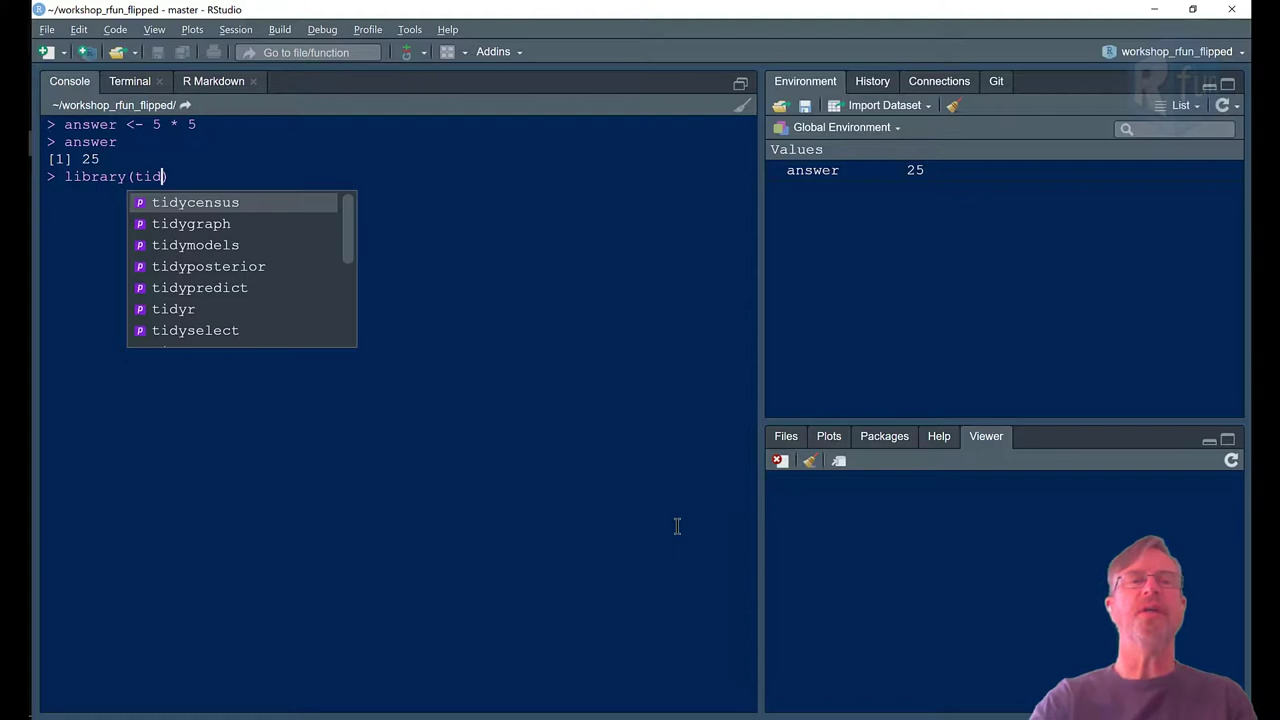 ~/workshop_rfun_flipped - master - RStudio
File Edit Code View Plots Session Build Debug Profile Tools Help
Go to file/function Addins workshop_rfun_flipped
Console Terminal R Markdown
~/workshop_rfun_flipped/
> answer <- 5 * 5
> answer
[1] 25
> library(tid)
tidycensus
tidygraph
tidymodels
tidyposterior
tidypredict
tidyr
tidyselect
Environment History Connections Git
Import Dataset List
Global Environment
Values
answer 25
Files Plots Packages Help Viewer
R fun